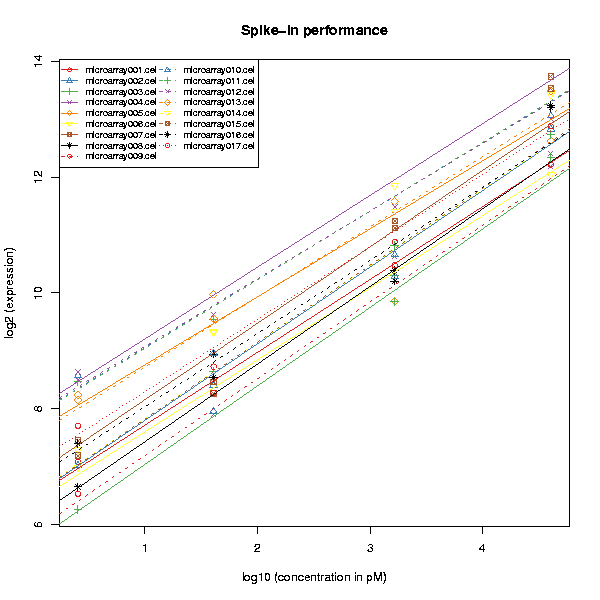 Spike−In performance
microarray001.cel microarray010.cel
microarray002.cel microarray011.cel
microarray003.cel microarray012.cel
microarray004.cel microarray013.cel
microarray005.cel microarray014.cel
microarray006.cel microarray015.cel
microarray007.cel microarray016.cel
microarray008.cel microarray017.cel
microarray009.cel
14
12
10
8
6
log2 (expression)
1 2 3 4
log10 (concentration in pM)